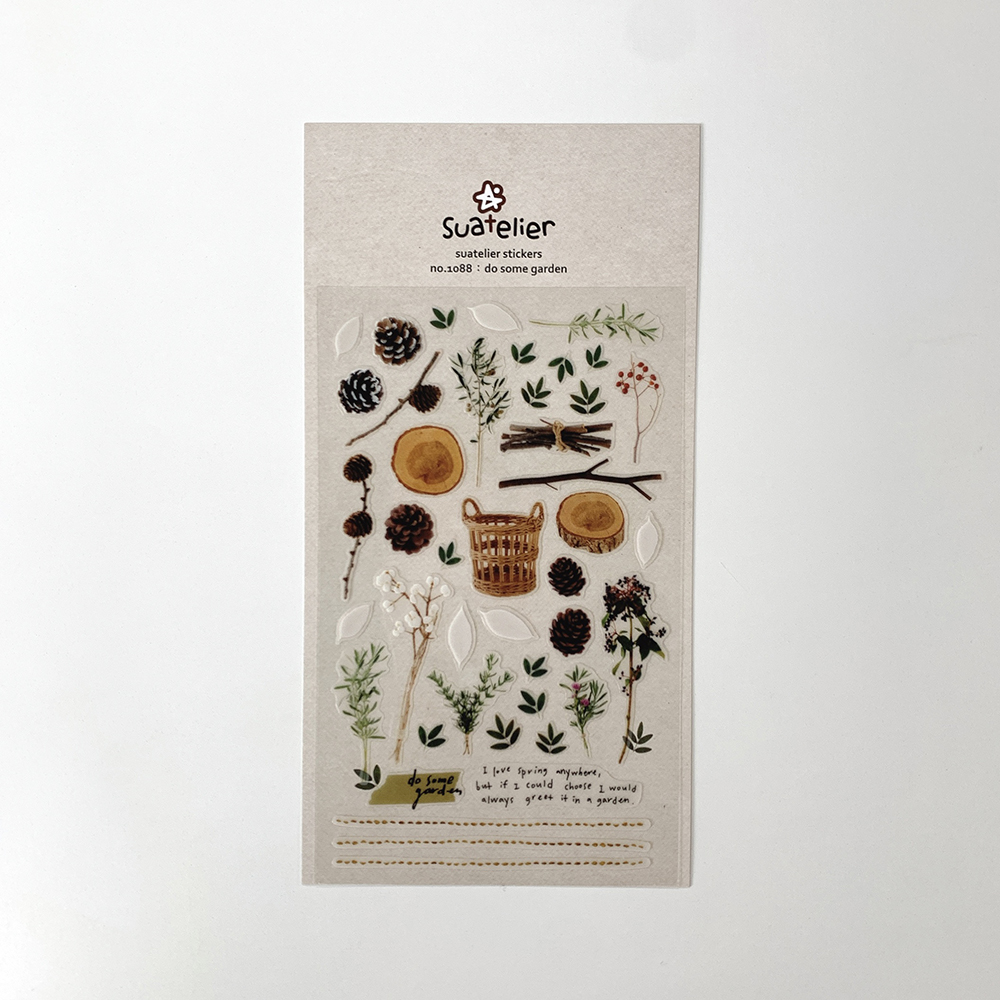 suatelier
suatelier stickers
no.1088 : do some garden
do some
garden
I love spring anywhere,
but if I could choose I would
always greet it in a garden.